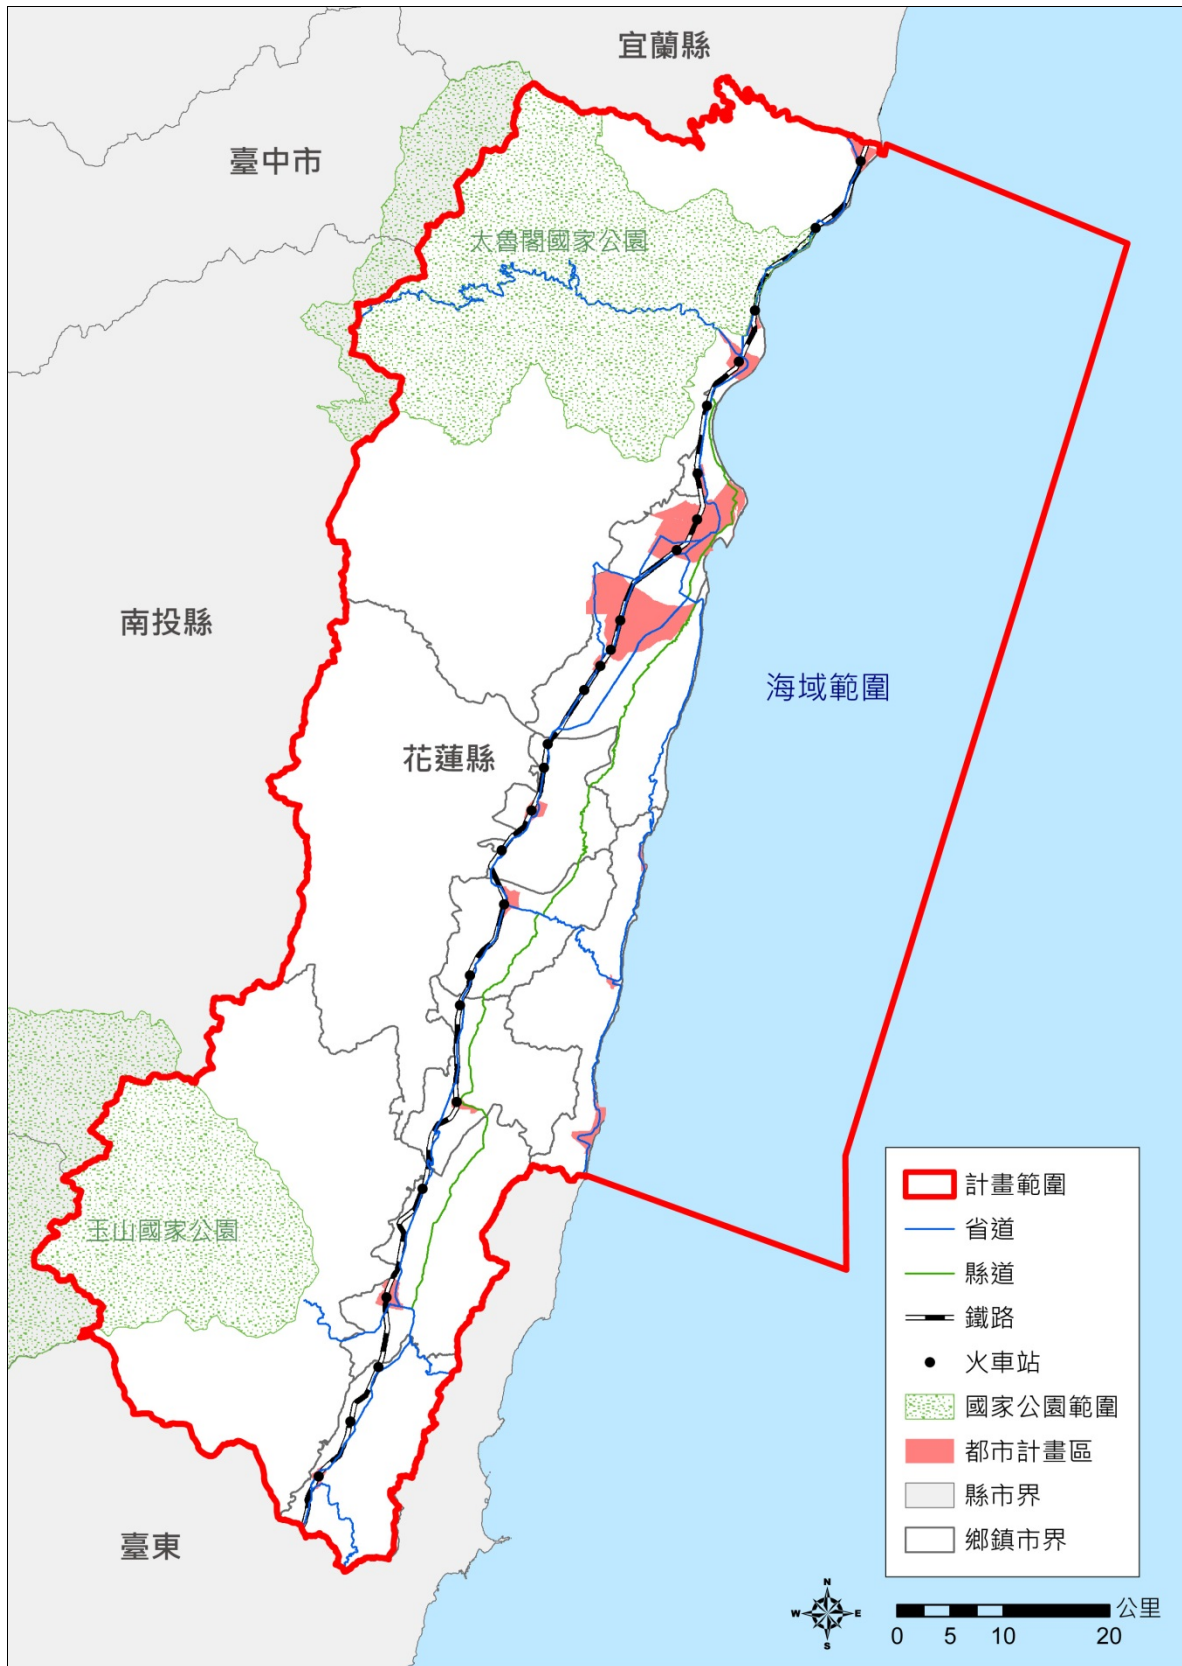 宜蘭縣
臺中市
太魯閣國家公園
南投縣
海域範圍
花蓮縣
玉山國家公園
臺東
計畫範圍
省道
縣道
鐵路
火車站
國家公園範圍
都市計畫區
縣市界
鄉鎮市界
N
W E
S
公里
0 5 10 20